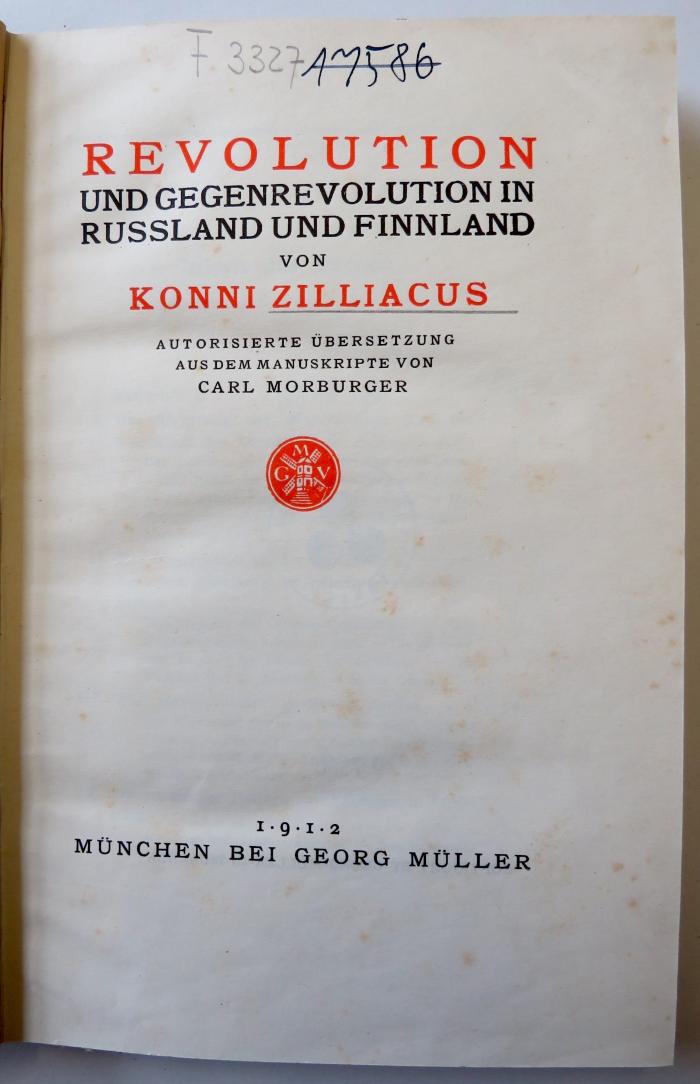 F 3327 17586
REVOLUTION
UND GEGENREVOLUTION IN
RUSSLAND UND FINNLAND
VON
KONNI ZILLIACUS
AUTORISIERTE ÜBERSETZUNG
AUS DEM MANUSKRIPTE VON
CARL MORBURGER
G M V
1·9·1·2
MÜNCHEN BEI GEORG MÜLLER